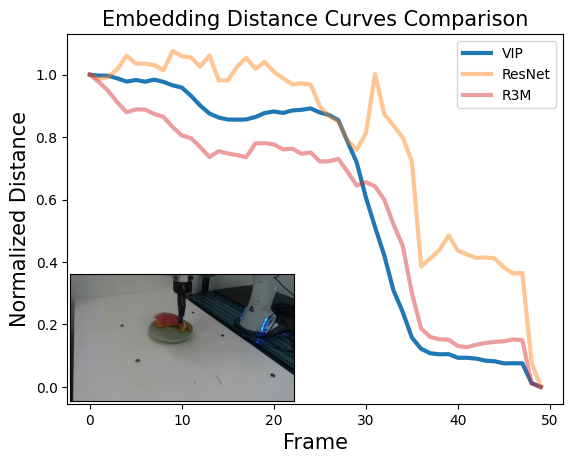 Embedding Distance Curves Comparison
VIP
ResNet
R3M
Normalized Distance
1.0
0.8
0.6
0.4
0.2
0.0
0
10
20
30
40
50
Frame